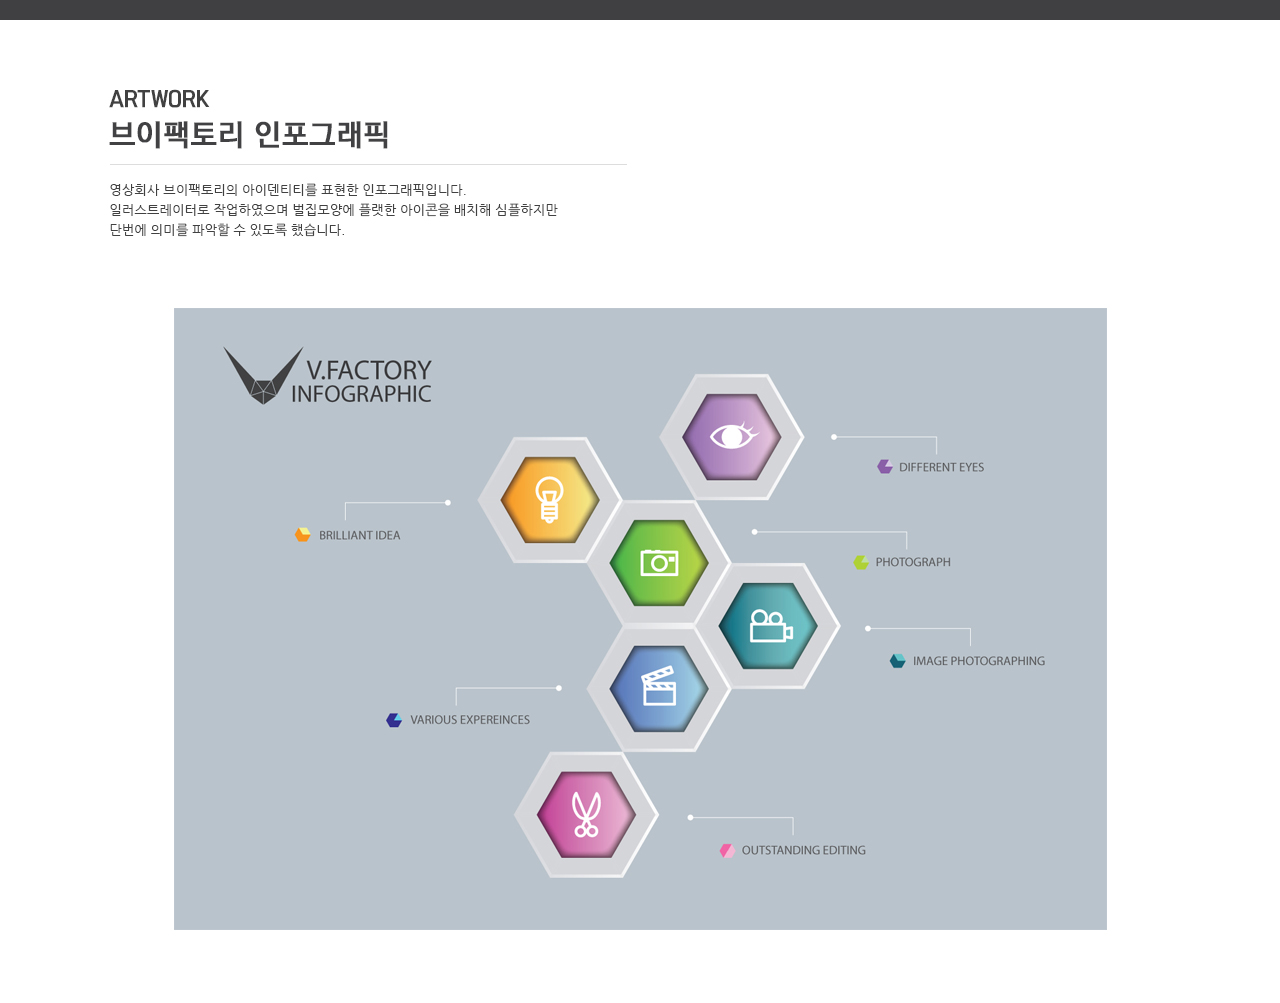 ARTWORK
브이팩토리 인포그래픽
영상회사 브이팩토리의 아이덴티티를 표현한 인포그래픽입니다.
일러스트레이터로 작업하였으며 벌집모양에 플랫한 아이콘을 배치해 심플하지만
단번에 의미를 파악할 수 있도록 했습니다.
V.FACTORY
INFOGRAPHIC
DIFFERENT EYES
BRILLIANT IDEA
PHOTOGRAPH
IMAGE PHOTOGRAPHING
VARIOUS EXPEREINCES
OUTSTANDING EDITING